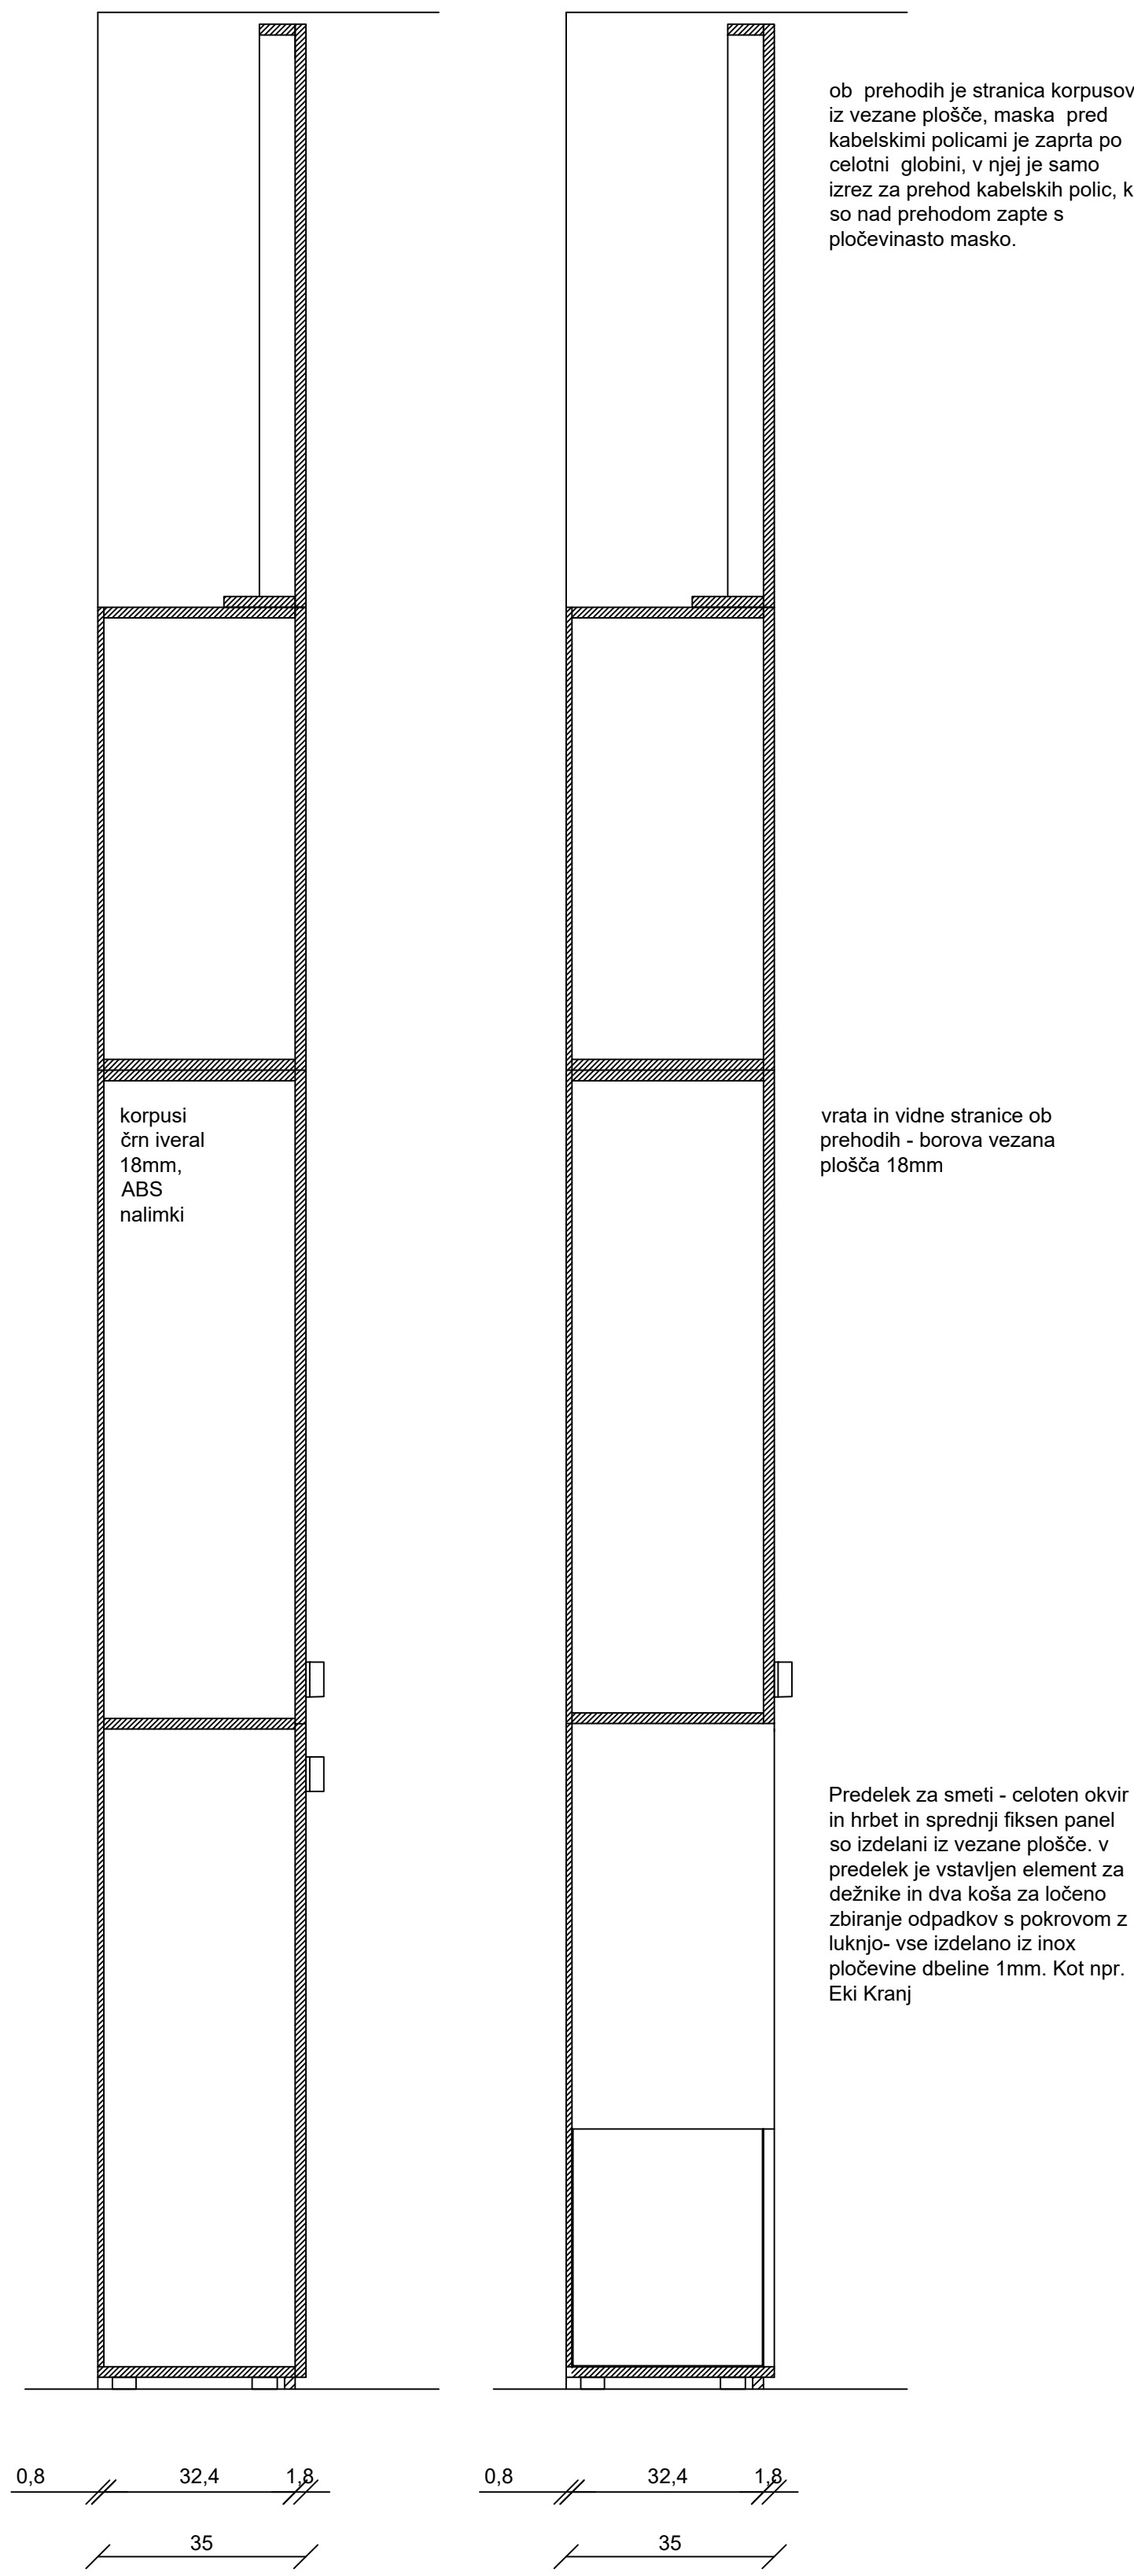 ob  prehodih je stranica korpusov
iz vezane plošče, maska  pred
kabelskimi policami je zaprta po
celotni  globini, v njej je samo
izrez za prehod kabelskih polic, k
so nad prehodom zapte s
pločevinasto masko.
korpusi
črn iveral
18mm,
ABS
nalimki
vrata in vidne stranice ob
prehodih - borova vezana
plošča 18mm
Predelek za smeti - celoten okvir
in hrbet in sprednji fiksen panel
so izdelani iz vezane plošče. v
predelek je vstavljen element za
dežnike in dva koša za ločeno
zbiranje odpadkov s pokrovom z
luknjo- vse izdelano iz inox
pločevine dbeline 1mm. Kot npr.
Eki Kranj
0,8 32,4 1,8 0,8 32,4 1,8
35 35